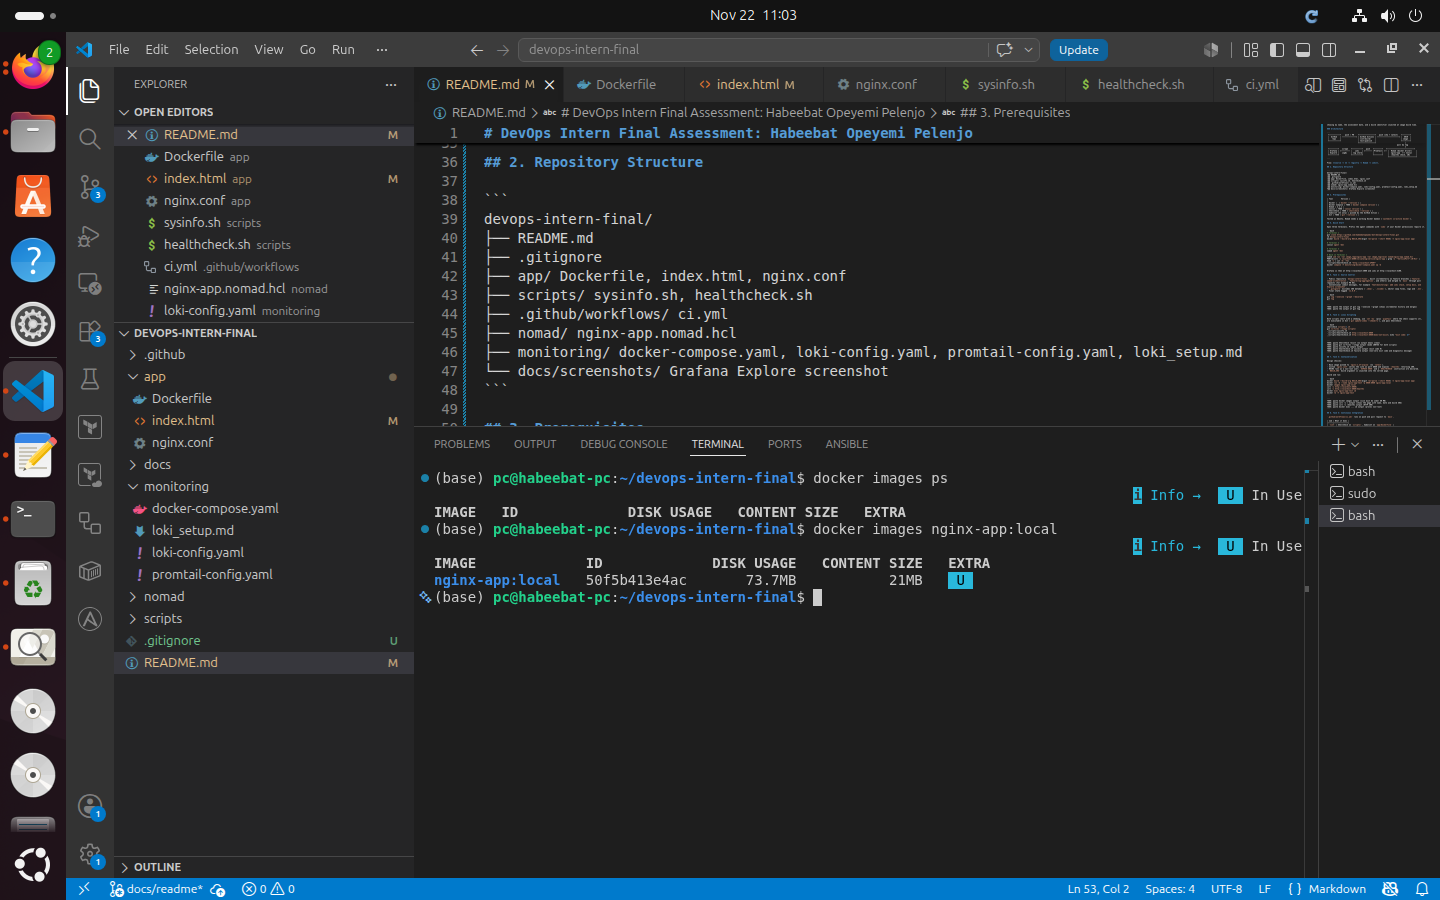 Nov 22 11:03
2
File Edit Selection View Go Run ···
devops-intern-final
Update
EXPLORER
OPEN EDITORS
README.md M
Dockerfile app
index.html app M
nginx.conf app
sysinfo.sh scripts
healthcheck.sh scripts
ci.yml .github/workflows
nginx-app.nomad.hcl nomad
loki-config.yaml monitoring
DEVOPS-INTERN-FINAL
.github
app
Dockerfile
index.html M
nginx.conf
docs
monitoring
docker-compose.yaml
loki_setup.md
loki-config.yaml
promtail-config.yaml
nomad
scripts
.gitignore U
README.md M
OUTLINE
3
3
1
1
README.md M
Dockerfile
index.html M
nginx.conf
sysinfo.sh
healthcheck.sh
ci.yml
README.md > # DevOps Intern Final Assessment: Habeebat Opeyemi Pelenjo > ## 3. Prerequisites
1 # DevOps Intern Final Assessment: Habeebat Opeyemi Pelenjo
35
36 ## 2. Repository Structure
37
38 ```
39 devops-intern-final/
40 ├── README.md
41 ├── .gitignore
42 ├── app/ Dockerfile, index.html, nginx.conf
43 ├── scripts/ sysinfo.sh, healthcheck.sh
44 ├── .github/workflows/ ci.yml
45 ├── nomad/ nginx-app.nomad.hcl
46 ├── monitoring/ docker-compose.yaml, loki-config.yaml, promtail-config.yaml, loki_setup.md
47 └── docs/screenshots/ Grafana Explore screenshot
48 ```
49
50 ## 3. Prerequisites
PROBLEMS OUTPUT DEBUG CONSOLE TERMINAL PORTS ANSIBLE
(base) pc@habeebat-pc:~/devops-intern-final$ docker images ps
i Info → U In Use
IMAGE ID DISK USAGE CONTENT SIZE EXTRA
(base) pc@habeebat-pc:~/devops-intern-final$ docker images nginx-app:local
i Info → U In Use
IMAGE ID DISK USAGE CONTENT SIZE EXTRA
nginx-app:local 50f5b413e4ac 73.7MB 21MB U
(base) pc@habeebat-pc:~/devops-intern-final$
bash
sudo
bash
docs/readme* 0 0
Ln 53, Col 2 Spaces: 4 UTF-8 LF { } Markdown